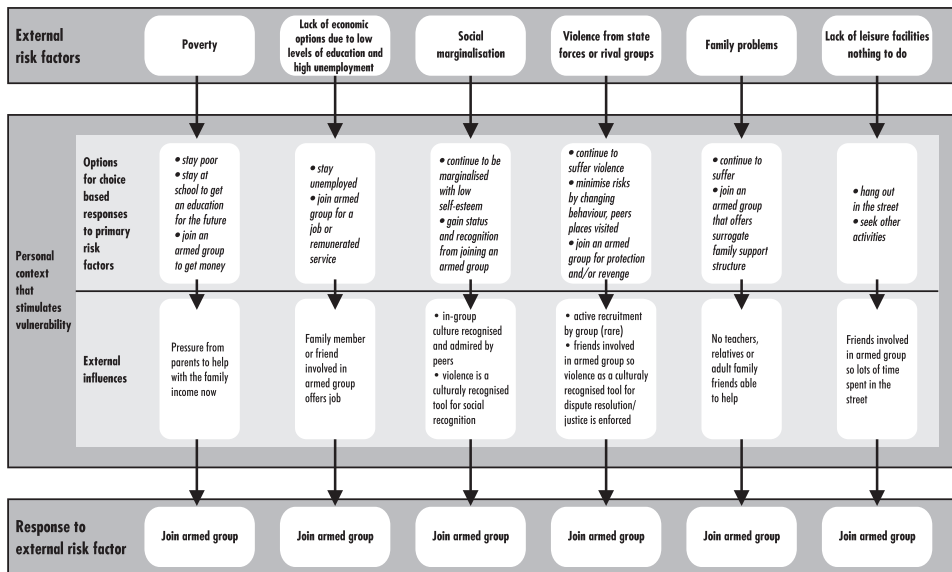 External
risk factors
Poverty
Lack of economic
options due to low
levels of education and
high unemployment
Social
marginalisation
Violence from state
forces or rival groups
Family problems
Lack of leisure facilities
nothing to do
Personal
context
that
stimulates
vulnerability
Options
for choice
based
responses
to primary
risk
factors
• stay poor
• stay at
school to get
an education
for the future
• join an
armed group
to get money
• stay
unemployed
• join armed
group for a
job or
remunerated
service
• continue to be
marginalised
with low
self-esteem
• gain status
and recognition
from joining an
armed group
• continue to
suffer violence
• minimise risks
by changing
behaviour, peers
places visited
• join an armed
group for protection
and/or revenge
• continue to
suffer
• join an
armed group
that offers
surrogate
family support
structure
• hang out
in the street
• seek other
activities
External
influences
Pressure from
parents to help
with the family
income now
Family member
or friend
involved in
armed group
offers job
• in-group
culture recognised
and admired by
peers
• violence is a
culturaly recognised
tool for social
recognition
• active recruitment
by group (rare)
• friends involved
in armed group so
violence as a culturaly
recognised tool for
dispute resolution/
justice is enforced
No teachers,
relatives or
adult family
friends able
to help
Friends involved
in armed group
so lots of time
spent in the
street
Response to
external risk factor
Join armed group
Join armed group
Join armed group
Join armed group
Join armed group
Join armed group